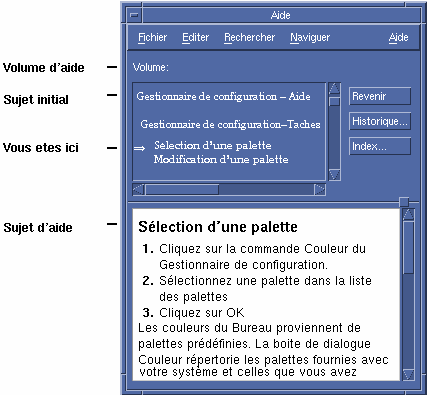 Aide
Fichier Editer Rechercher Naviguer Aide
Volume d'aide
Volume:
Sujet initial
Gestionnaire de configuration – Aide
Revenir
Gestionnaire de configuration–Taches
Historique...
Vous etes ici
⇒ Sélection d'une palette
Index...
Modification d'une palette
Sujet d'aide
Sélection d'une palette
1. Cliquez sur la commande Couleur du
Gestionnaire de configuration.
2. Sélectionnez une palette dans la liste
des palettes
3. Cliquez sur OK
Les couleurs du Bureau proviennent de
palettes prédéfinies. La boite de dialogue
Couleur répertorie les palettes fournies avec
votre système et celles que vous avez